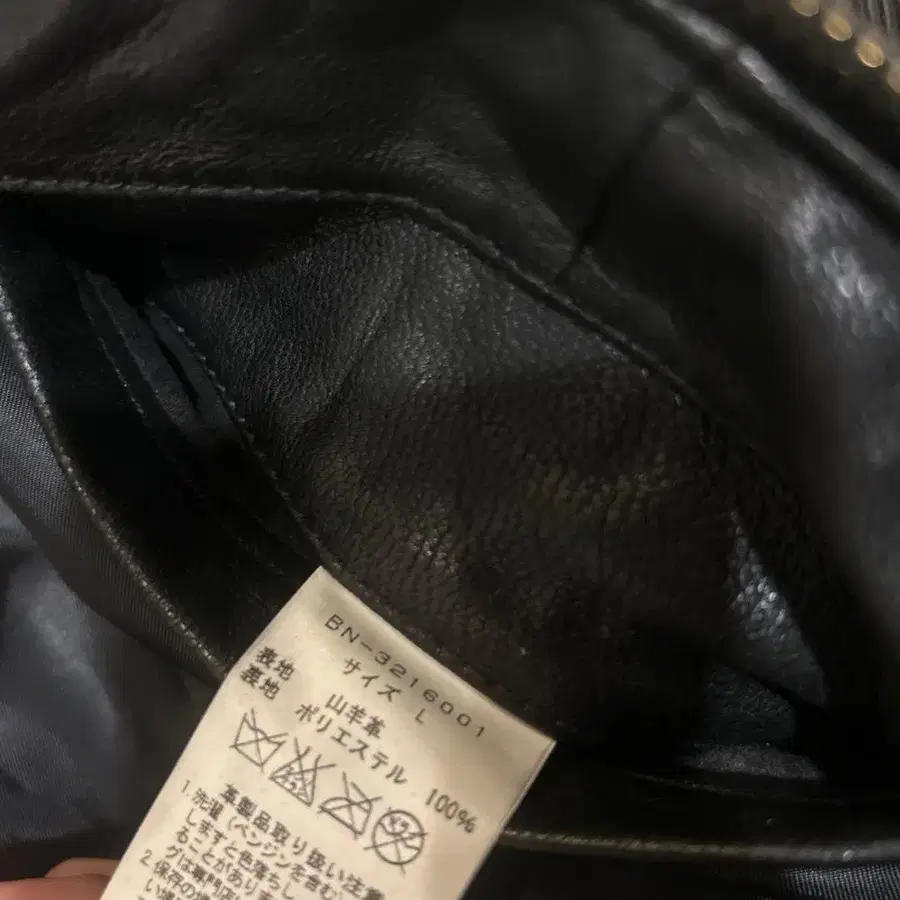 BN-3216001
サイズ L
表地 山羊革
裏地 ポリエステル 100%
革製品取り扱い注意
1.洗濯(ベンジンを含む)
しますと色落ちし
ることがありま
2.保存の
グは専門店